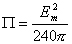 П = E_m^2 / 240π